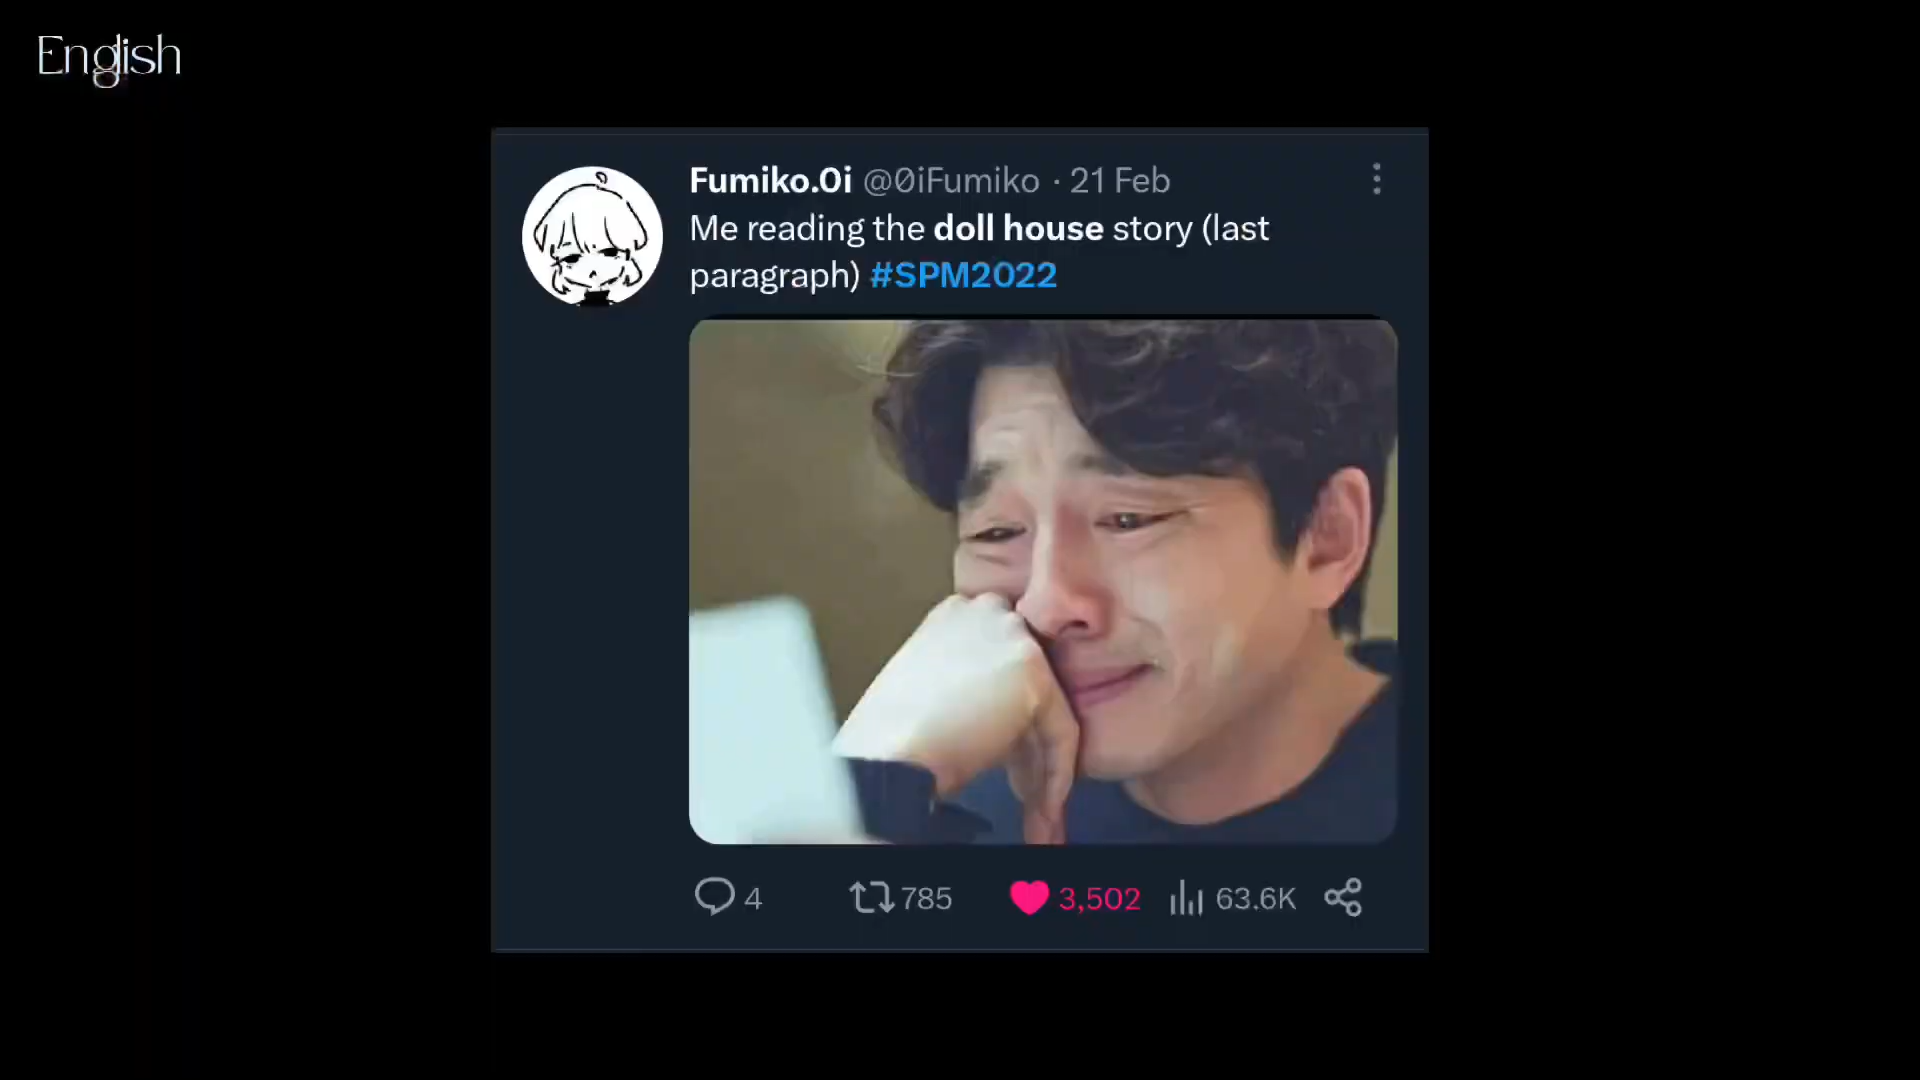 English
Fumiko.0i @0iFumiko · 21 Feb
Me reading the doll house story (last
paragraph) #SPM2022
4 785 3,502 63.6K